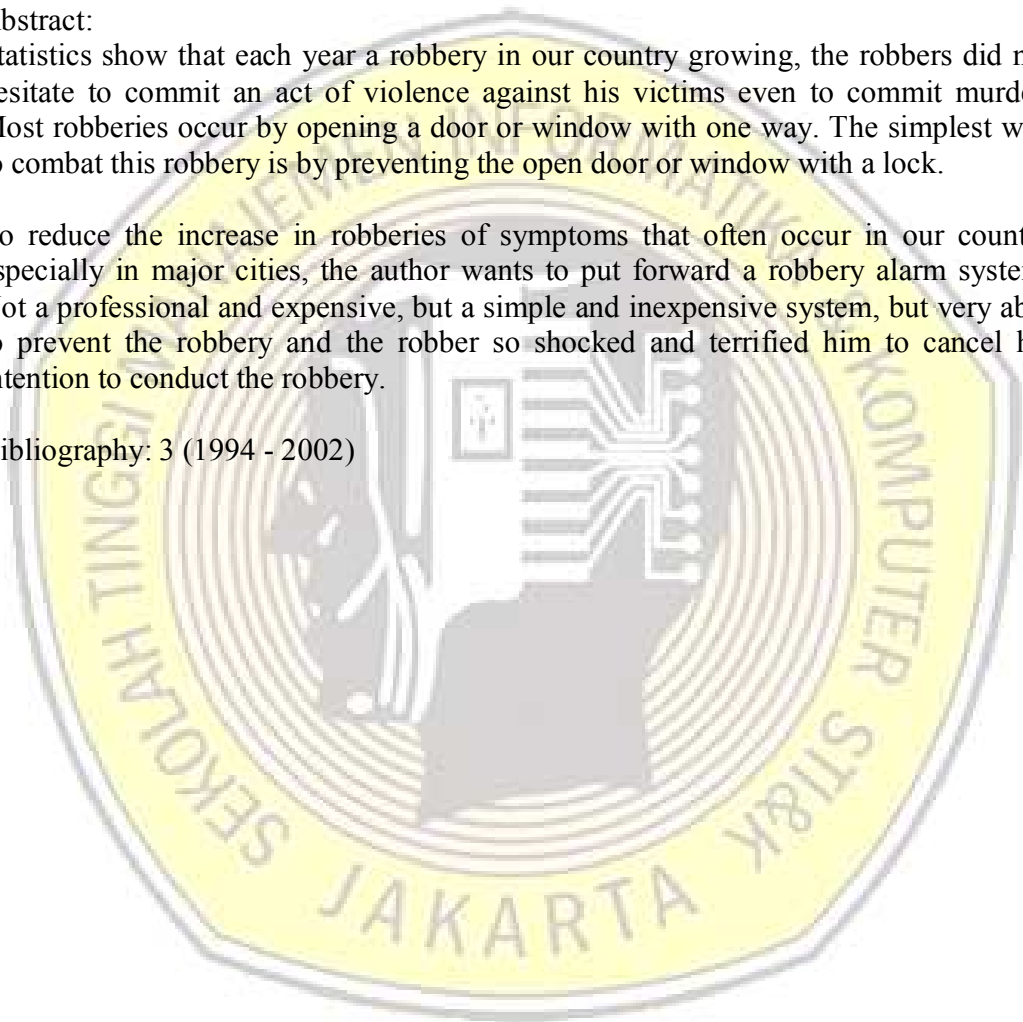 bstract:
tatistics show that each year a robbery in our country growing, the robbers did n
esitate to commit an act of violence against his victims even to commit murde
Most robberies occur by opening a door or window with one way. The simplest w
o combat this robbery is by preventing the open door or window with a lock.
o reduce the increase in robberies of symptoms that often occur in our count
specially in major cities, the author wants to put forward a robbery alarm syste
ot a professional and expensive, but a simple and inexpensive system, but very ab
o prevent the robbery and the robber so shocked and terrified him to cancel h
ntention to conduct the robbery.
ibliography: 3 (1994 - 2002)
SEKOLAH TINGGI MANAJEMEN INFORMATIKA KOMPUTER STI&K
JAKARTA